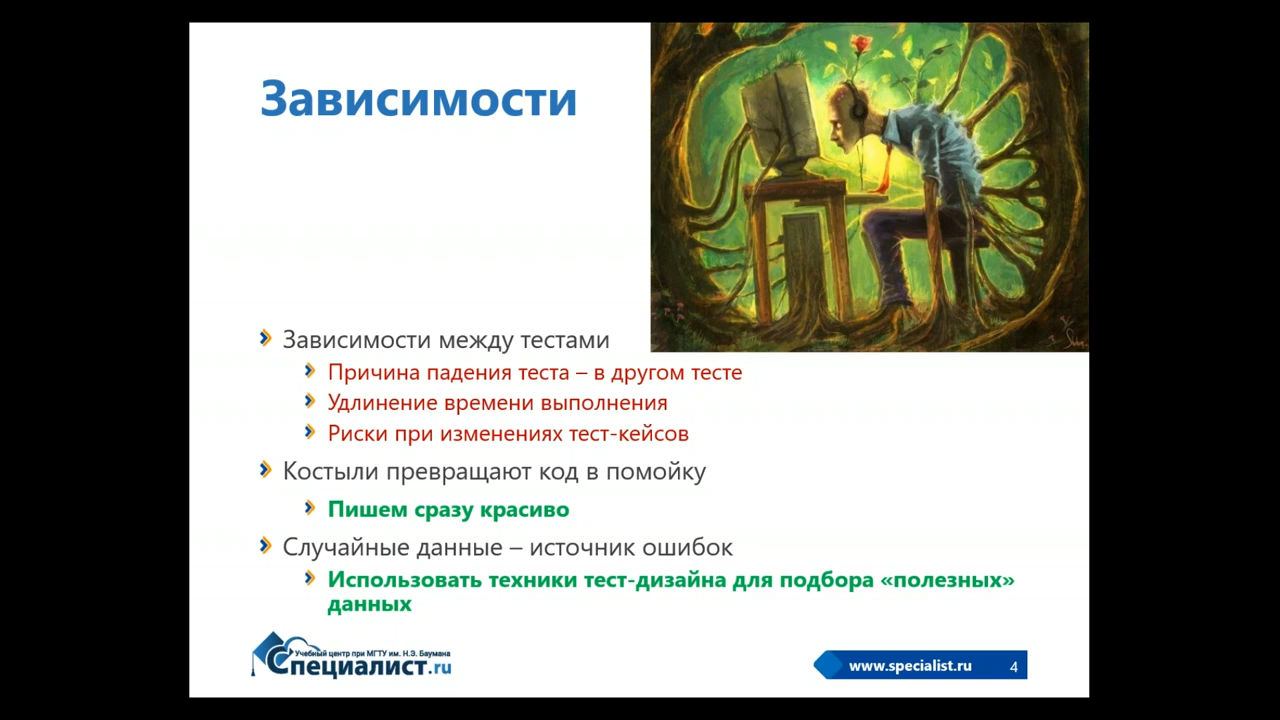 Зависимости
Зависимости между тестами
Причина падения теста – в другом тесте
Удлинение времени выполнения
Риски при изменениях тест-кейсов
Костыли превращают код в помойку
Пишем сразу красиво
Случайные данные – источник ошибок
Использовать техники тест-дизайна для подбора «полезных»
данных
Учебный центр при МГТУ им. Н.Э. Баумана
Специалист.ru
www.specialist.ru 4